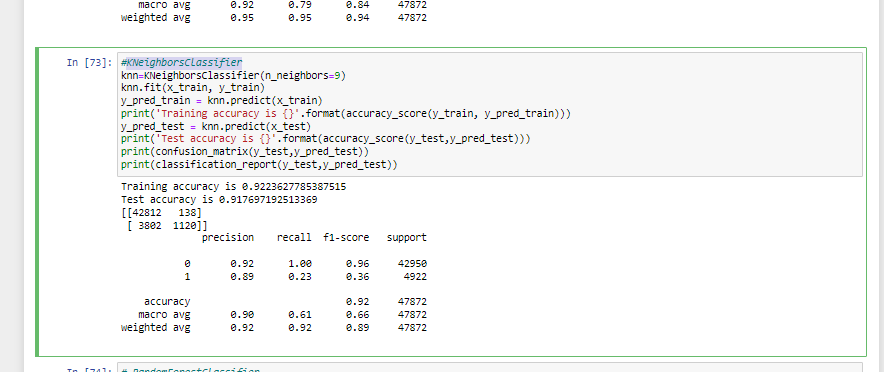 macro avg 0.92 0.79 0.84 47872
weighted avg 0.95 0.95 0.94 47872
In [73]: #KNeighborsClassifier
knn=KNeighborsClassifier(n_neighbors=9)
knn.fit(x_train, y_train)
y_pred_train = knn.predict(x_train)
print('Training accuracy is {}'.format(accuracy_score(y_train, y_pred_train)))
y_pred_test = knn.predict(x_test)
print('Test accuracy is {}'.format(accuracy_score(y_test,y_pred_test)))
print(confusion_matrix(y_test,y_pred_test))
print(classification_report(y_test,y_pred_test))
Training accuracy is 0.9223627785387515
Test accuracy is 0.917697192513369
[[42812 138]
[ 3802 1120]]
precision recall f1-score support
0 0.92 1.00 0.96 42950
1 0.89 0.23 0.36 4922
accuracy 0.92 47872
macro avg 0.90 0.61 0.66 47872
weighted avg 0.92 0.92 0.89 47872
In [74]: # RandomForestClassifier